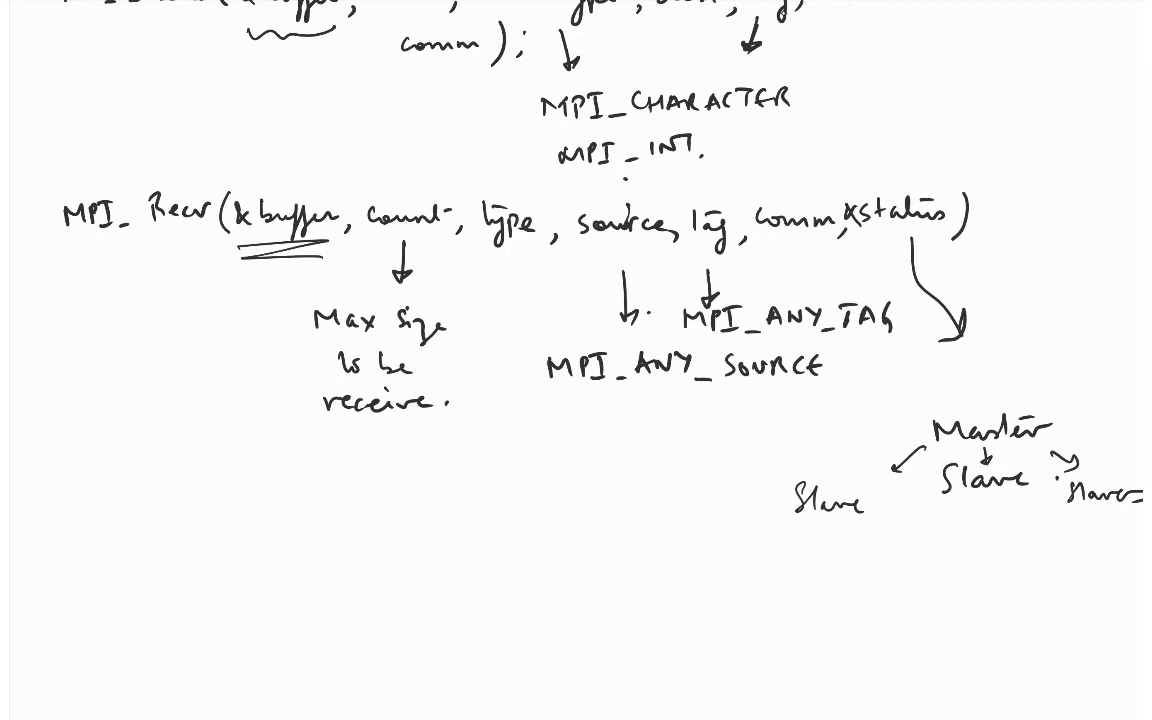 comm);
MPI_CHARACTER
MPI_INT.
MPI_Recv(&buffer, count, type, source, tag, comm, &status)
MPI_ANY_TAG
Max size
to be
receive.
MPI_ANY_SOURCE
Master
Slave
Slave
Slave